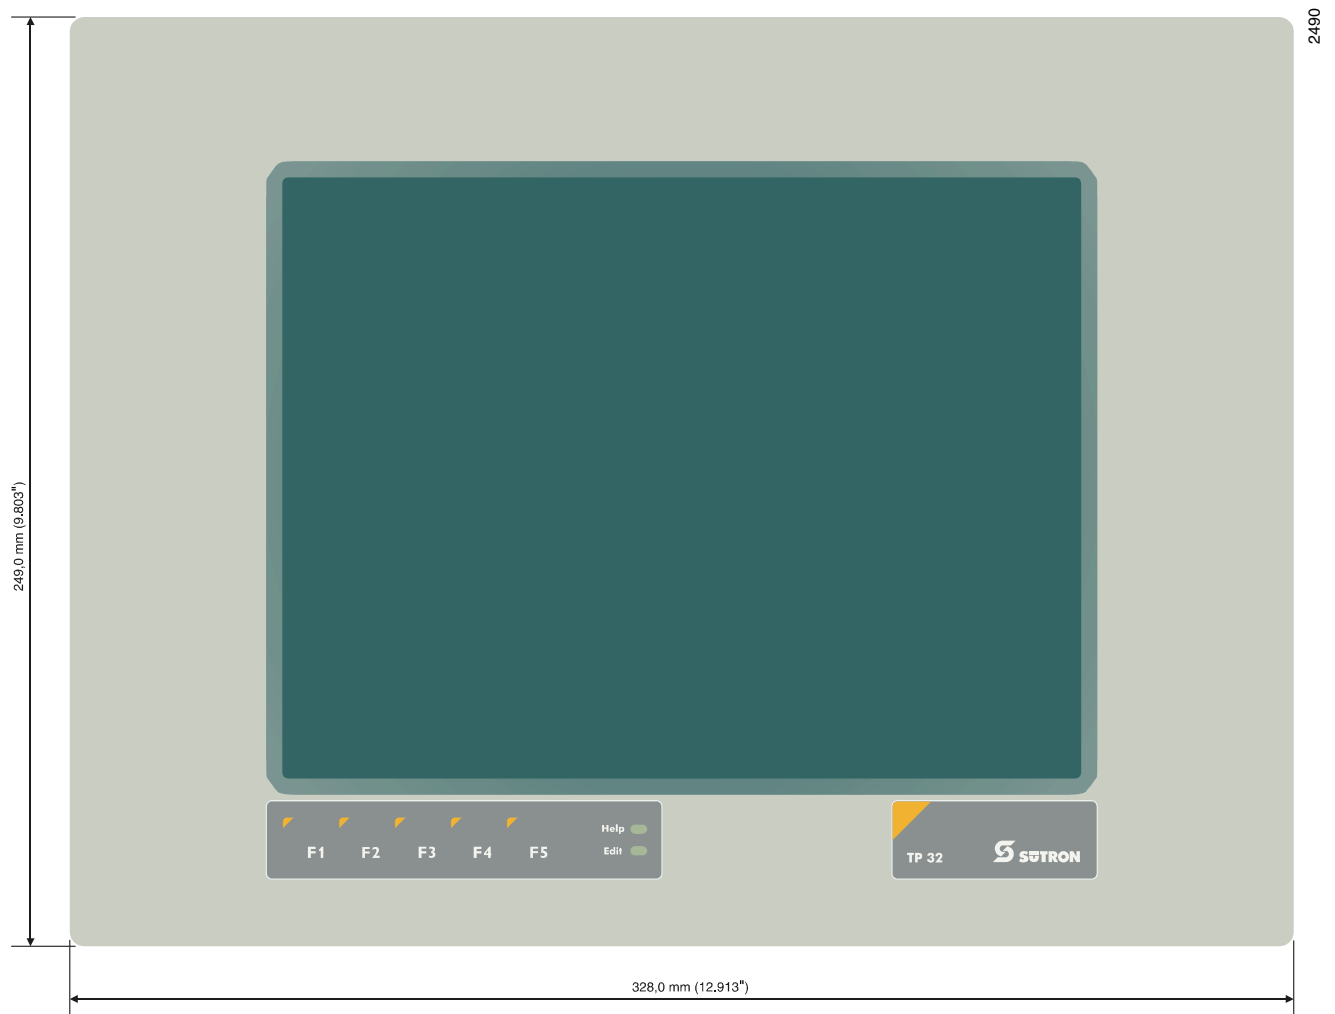 2490
249,0 mm (9.803")
F1 F2 F3 F4 F5
Help
Edit
TP 32
SÜTRON
328,0 mm (12.913")